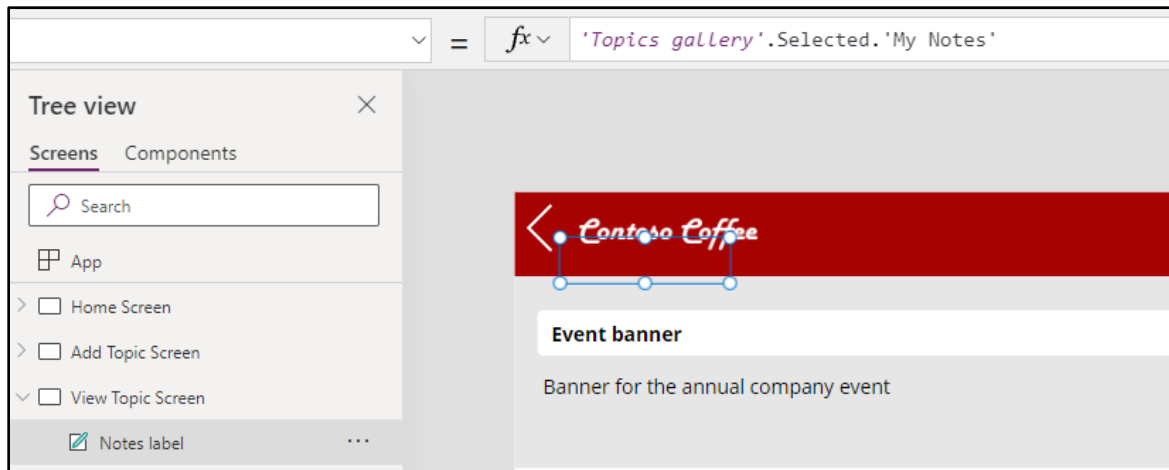 = fx 'Topics gallery'.Selected.'My Notes'
Tree view
Screens Components
Search
App
Home Screen
Add Topic Screen
View Topic Screen
Notes label ...
Contoso Coffee
Event banner
Banner for the annual company event